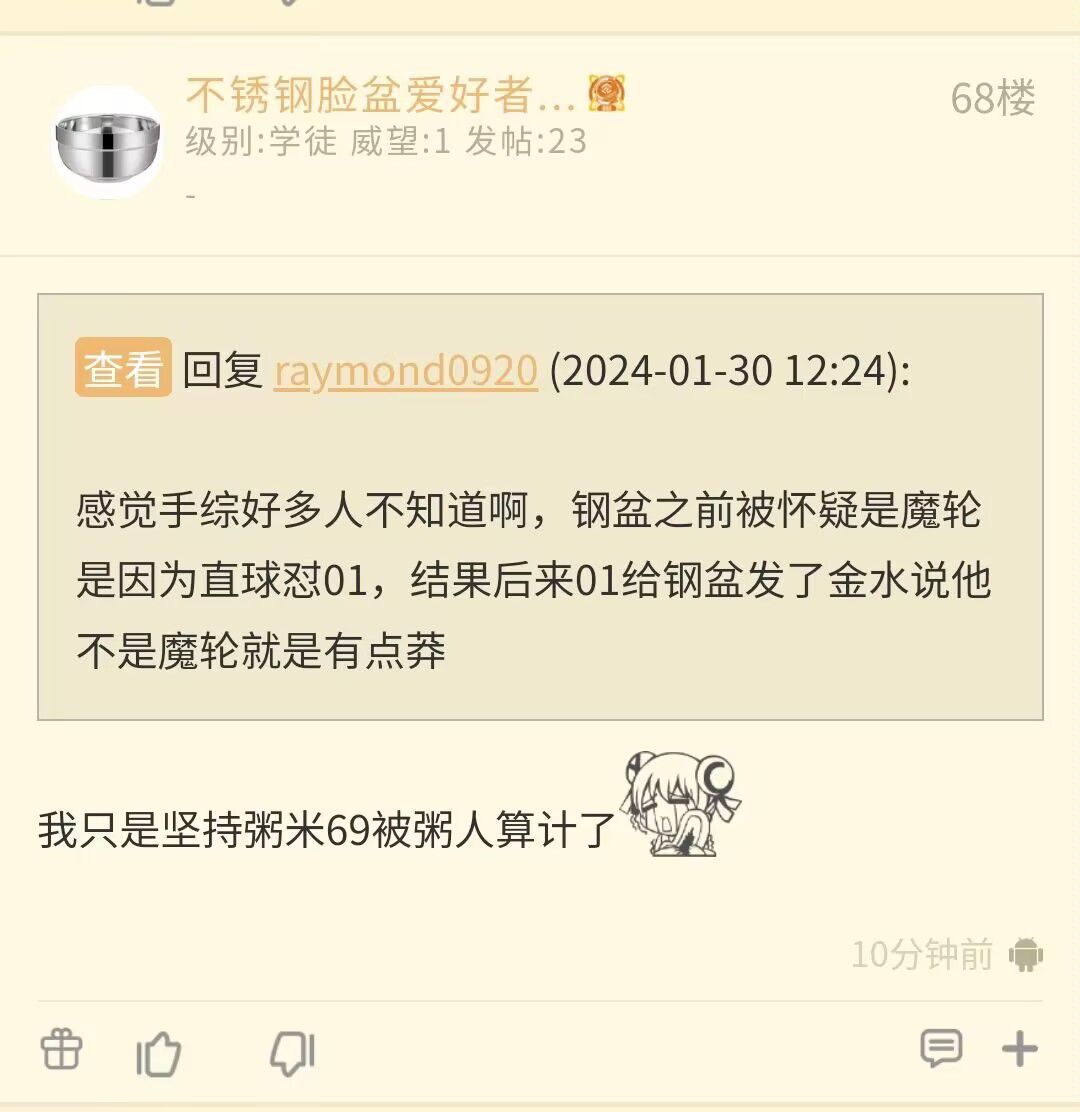 不锈钢脸盆爱好者...
68楼
级别:学徒 威望:1 发帖:23
-
查看 回复 raymond0920 (2024-01-30 12:24):
感觉手综好多人不知道啊，钢盆之前被怀疑是魔轮
是因为直球怼01，结果后来01给钢盆发了金水说他
不是魔轮就是有点莽
我只是坚持粥米69被粥人算计了
10分钟前